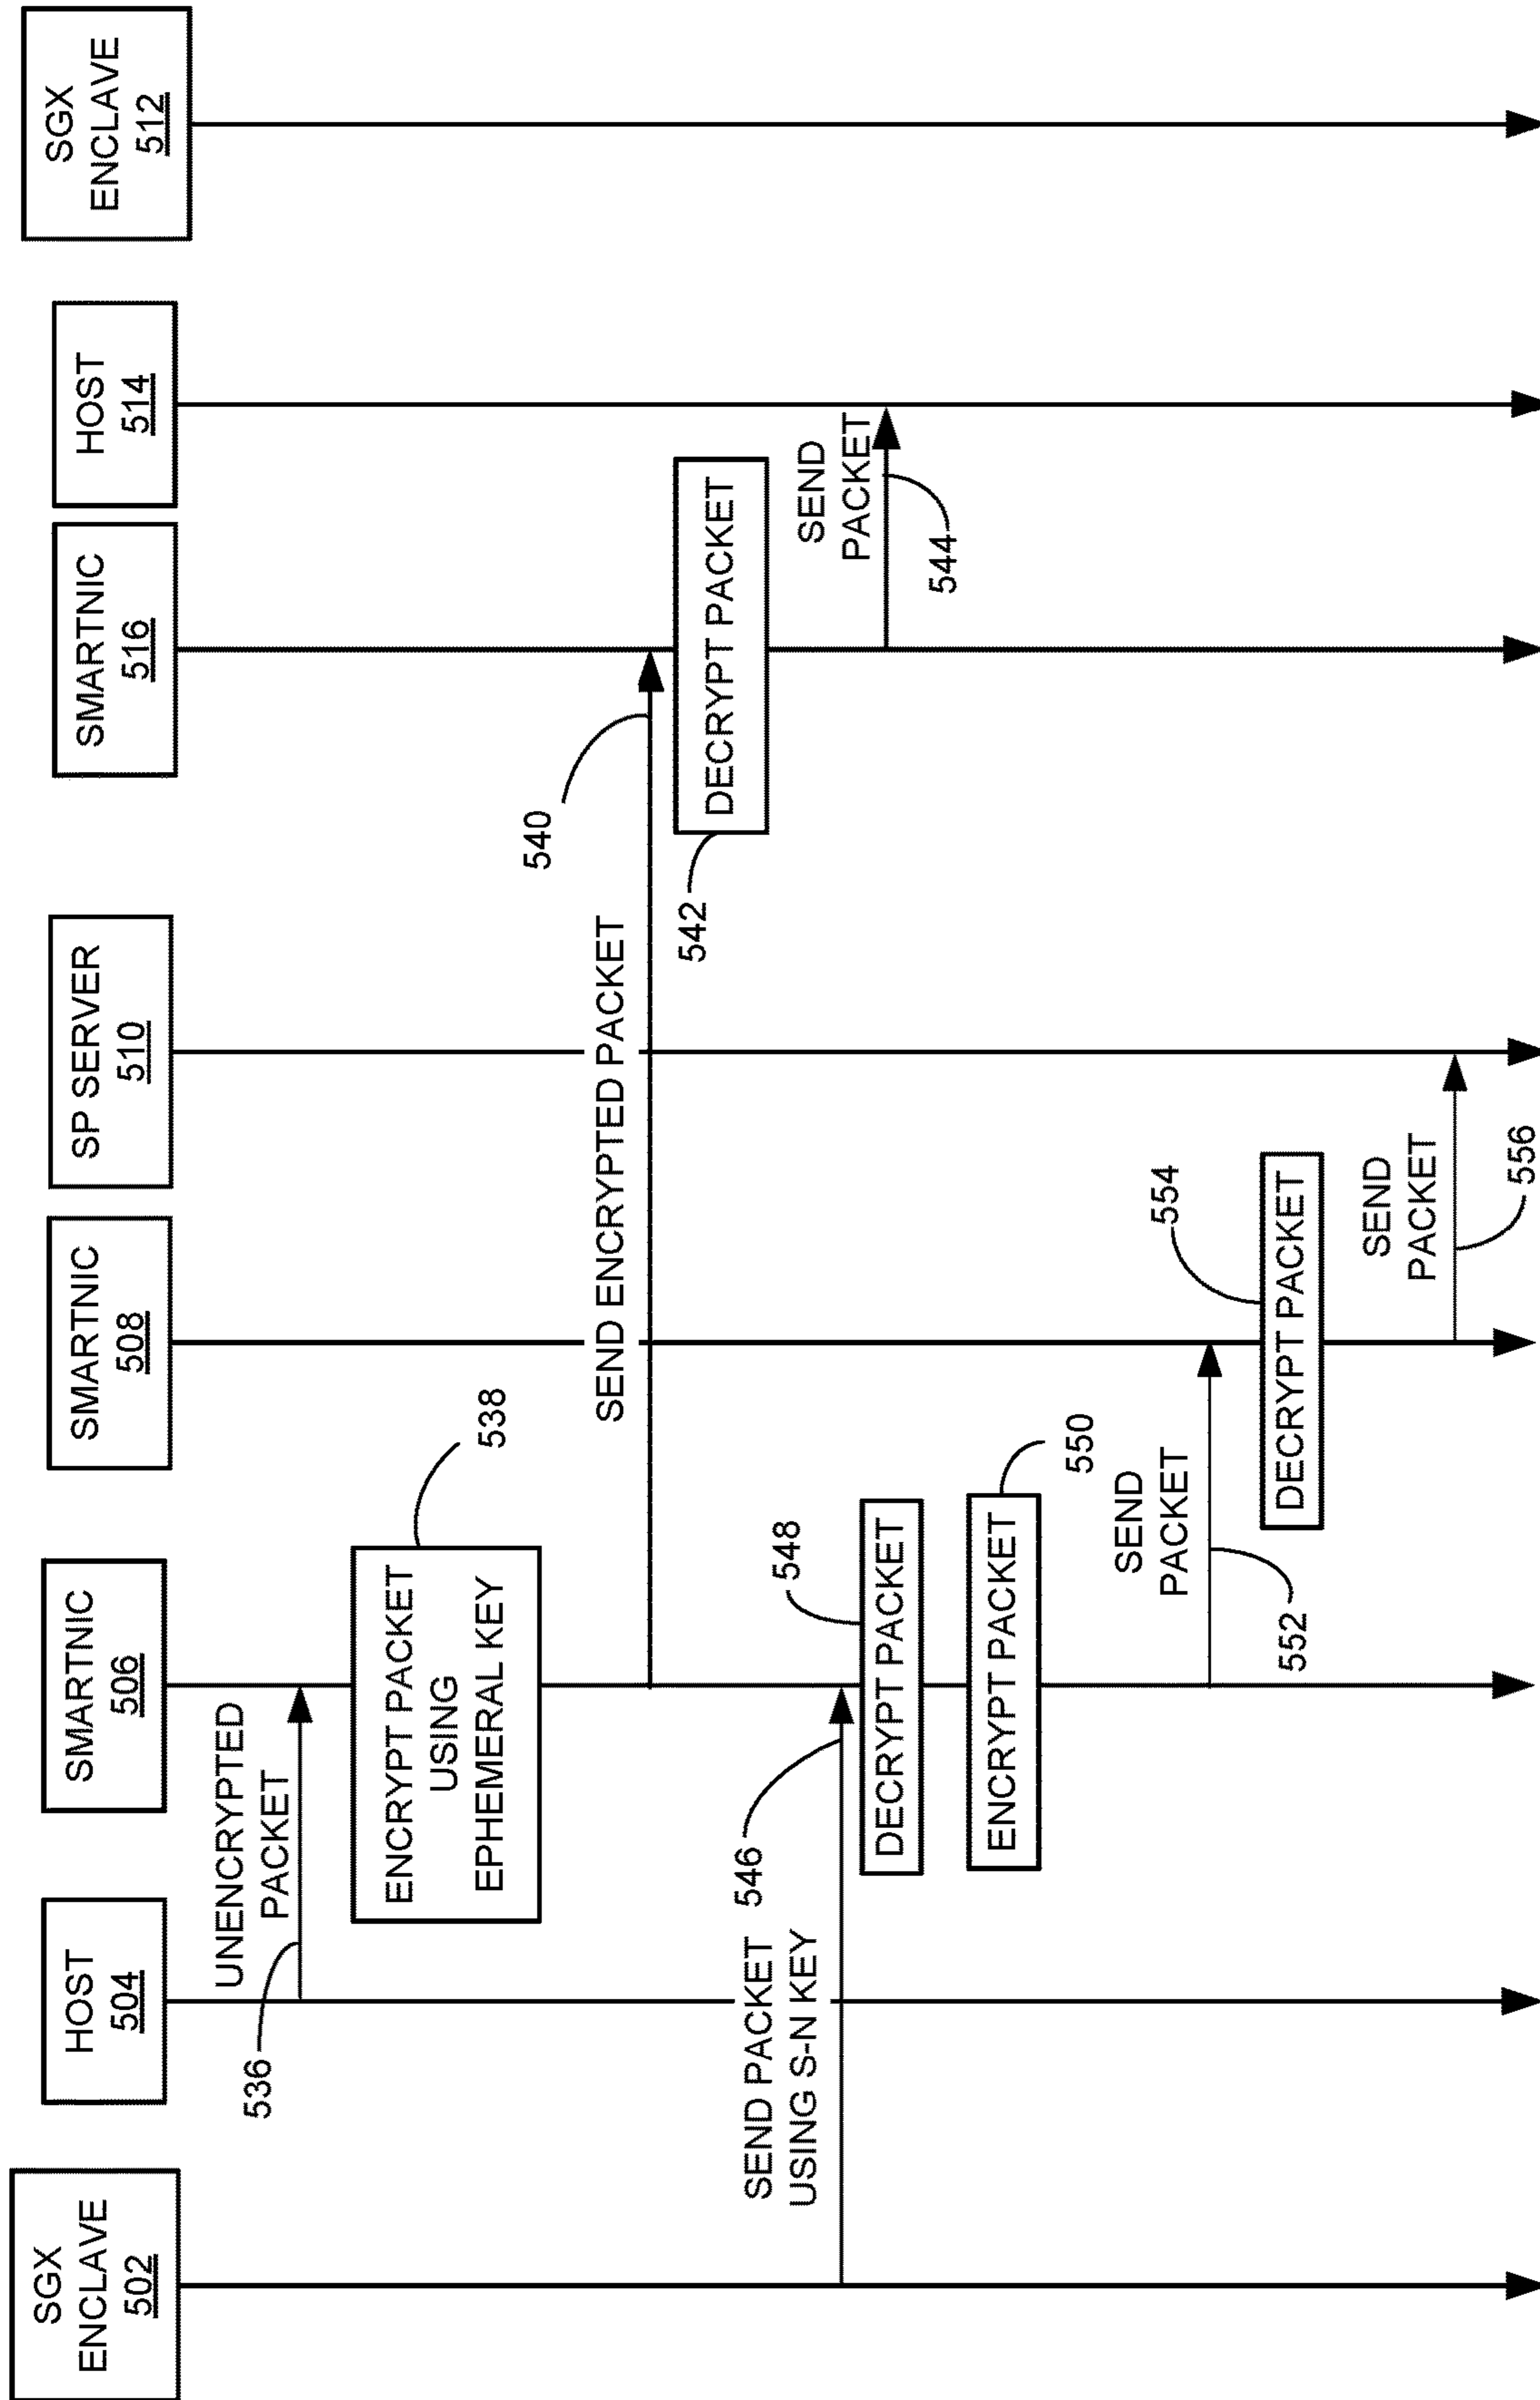 SGX
ENCLAVE
502
HOST
504
SMARTNIC
506
SMARTNIC
508
SP SERVER
510
SMARTNIC
516
HOST
514
SGX
ENCLAVE
512
UNENCRYPTED
PACKET
536
ENCRYPT PACKET
USING
EPHEMERAL KEY
538
SEND ENCRYPTED PACKET
540
DECRYPT PACKET
542
SEND
PACKET
544
SEND PACKET
USING S-N KEY
546
DECRYPT PACKET
548
ENCRYPT PACKET
550
SEND
PACKET
552
DECRYPT PACKET
554
SEND
PACKET
556